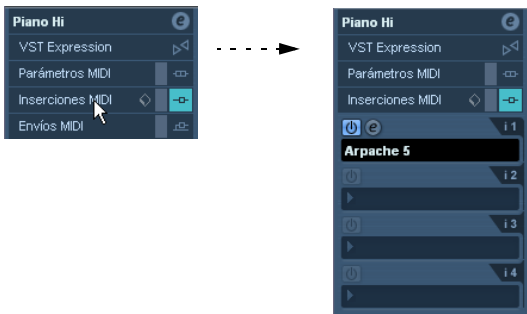 Piano Hi
VST Expression
Parámetros MIDI
Inserciones MIDI
Envíos MIDI
Piano Hi
VST Expression
Parámetros MIDI
Inserciones MIDI
i 1
Arpache 5
i 2
i 3
i 4